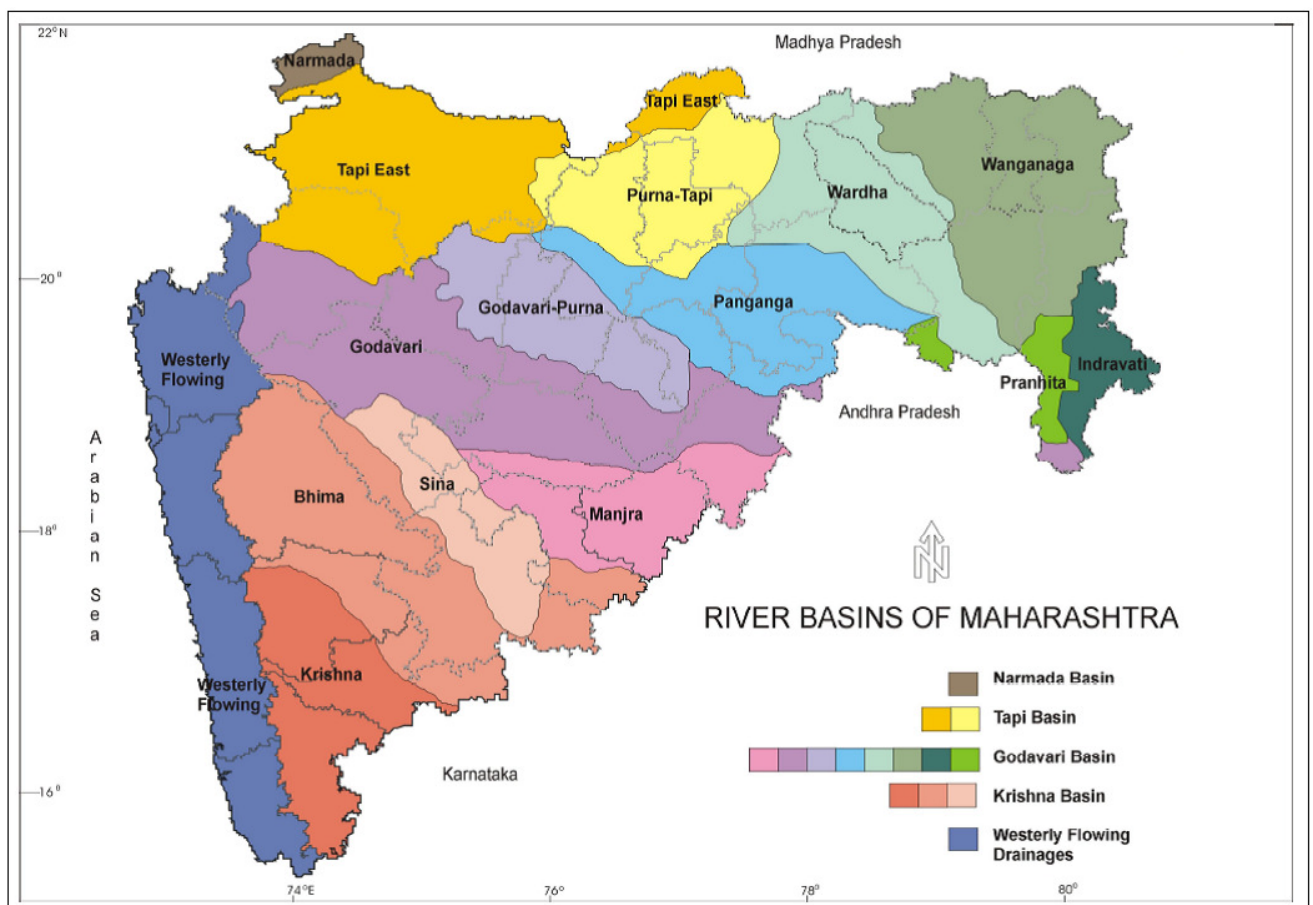 22°N
Madhya Pradesh
Narmada
Tapi East
Tapi East
Wanganaga
Purna-Tapi
Wardha
20°
Godavari-Purna
Panganga
Godavari
Westerly
Flowing
Indravati
Pranhita
Andhra Pradesh
Arabian Sea
Sina
Bhima
Manjra
18°
RIVER BASINS OF MAHARASHTRA
Krishna
Westerly
Flowing
Narmada Basin
Tapi Basin
Godavari Basin
Karnataka
16°
Krishna Basin
Westerly Flowing
Drainages
74°E
76°
78°
80°